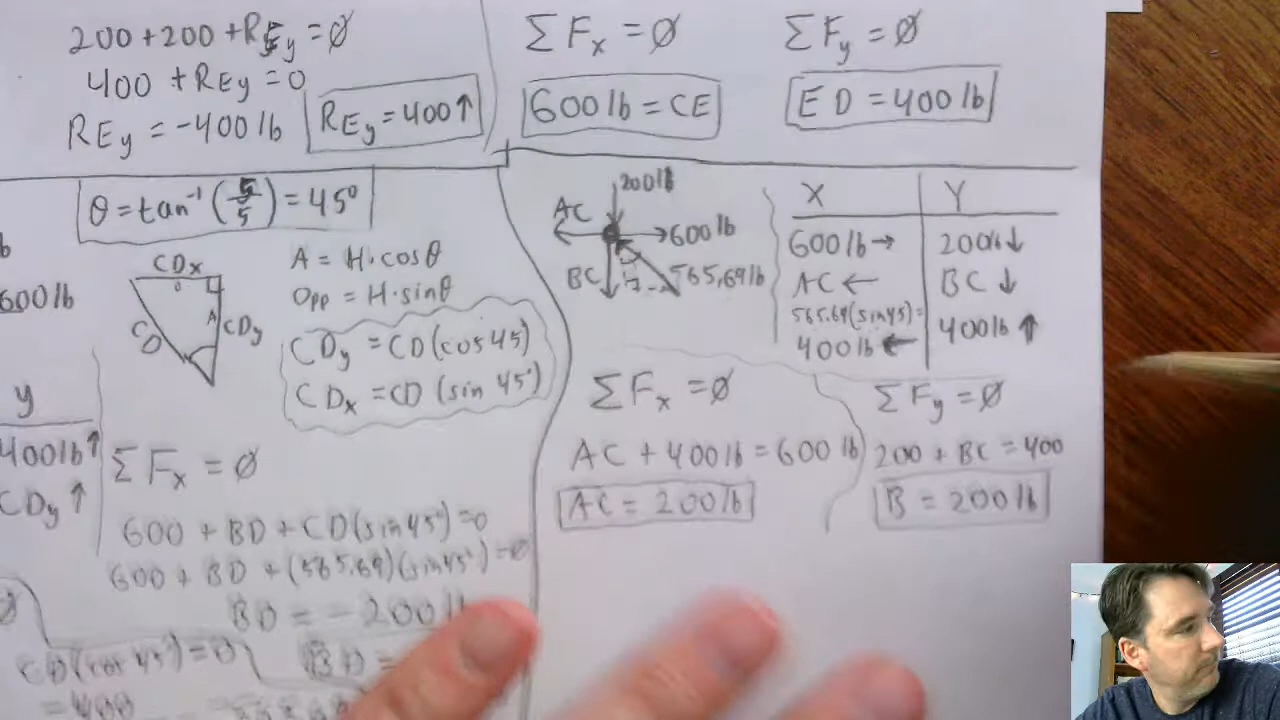 200+200+REy=∅
400+REy=0
REy=-400 lb
REy=400↑
ΣFx=∅
600 lb=CE
ΣFy=∅
ED=400 lb
b
600 lb
y
400 lb↑
CDy↑
θ=tan⁻¹(5/5)=45°
CDx
CD
A
CDy
A=H·cosθ
Opp=H·sinθ
CDy=CD(cos 45)
CDx=CD(sin 45°)
ΣFx=∅
600+BD+CD(sin 45°)=0
600+BD+(565.69)(sin 45°)=0
BD=-200 lb
BD=
CD(cos 45°)=0
=400
200 lb
AC
600 lb
BC
565.69 lb
X Y
600 lb→ 200 lb↓
AC← BC↓
565.69(sin 45)=
400 lb← 400 lb↑
ΣFx=∅
AC+400 lb=600 lb
AC=200 lb
ΣFy=∅
200+BC=400
B=200 lb